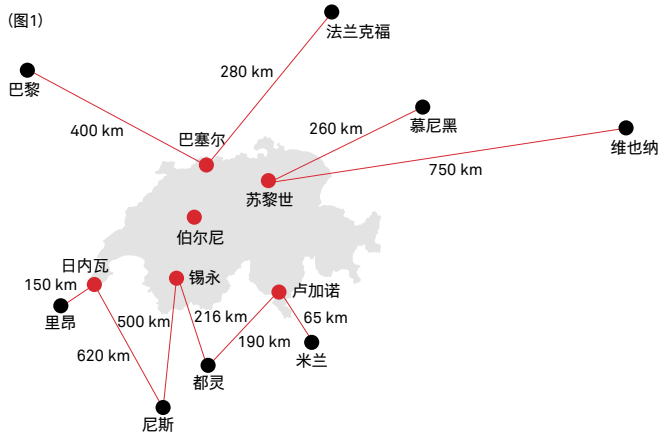 (图1)
法兰克福
280 km
巴黎
400 km
巴塞尔
260 km
慕尼黑
维也纳
750 km
苏黎世
伯尔尼
日内瓦
150 km
锡永
卢加诺
里昂
500 km
216 km
65 km
620 km
190 km
米兰
都灵
尼斯